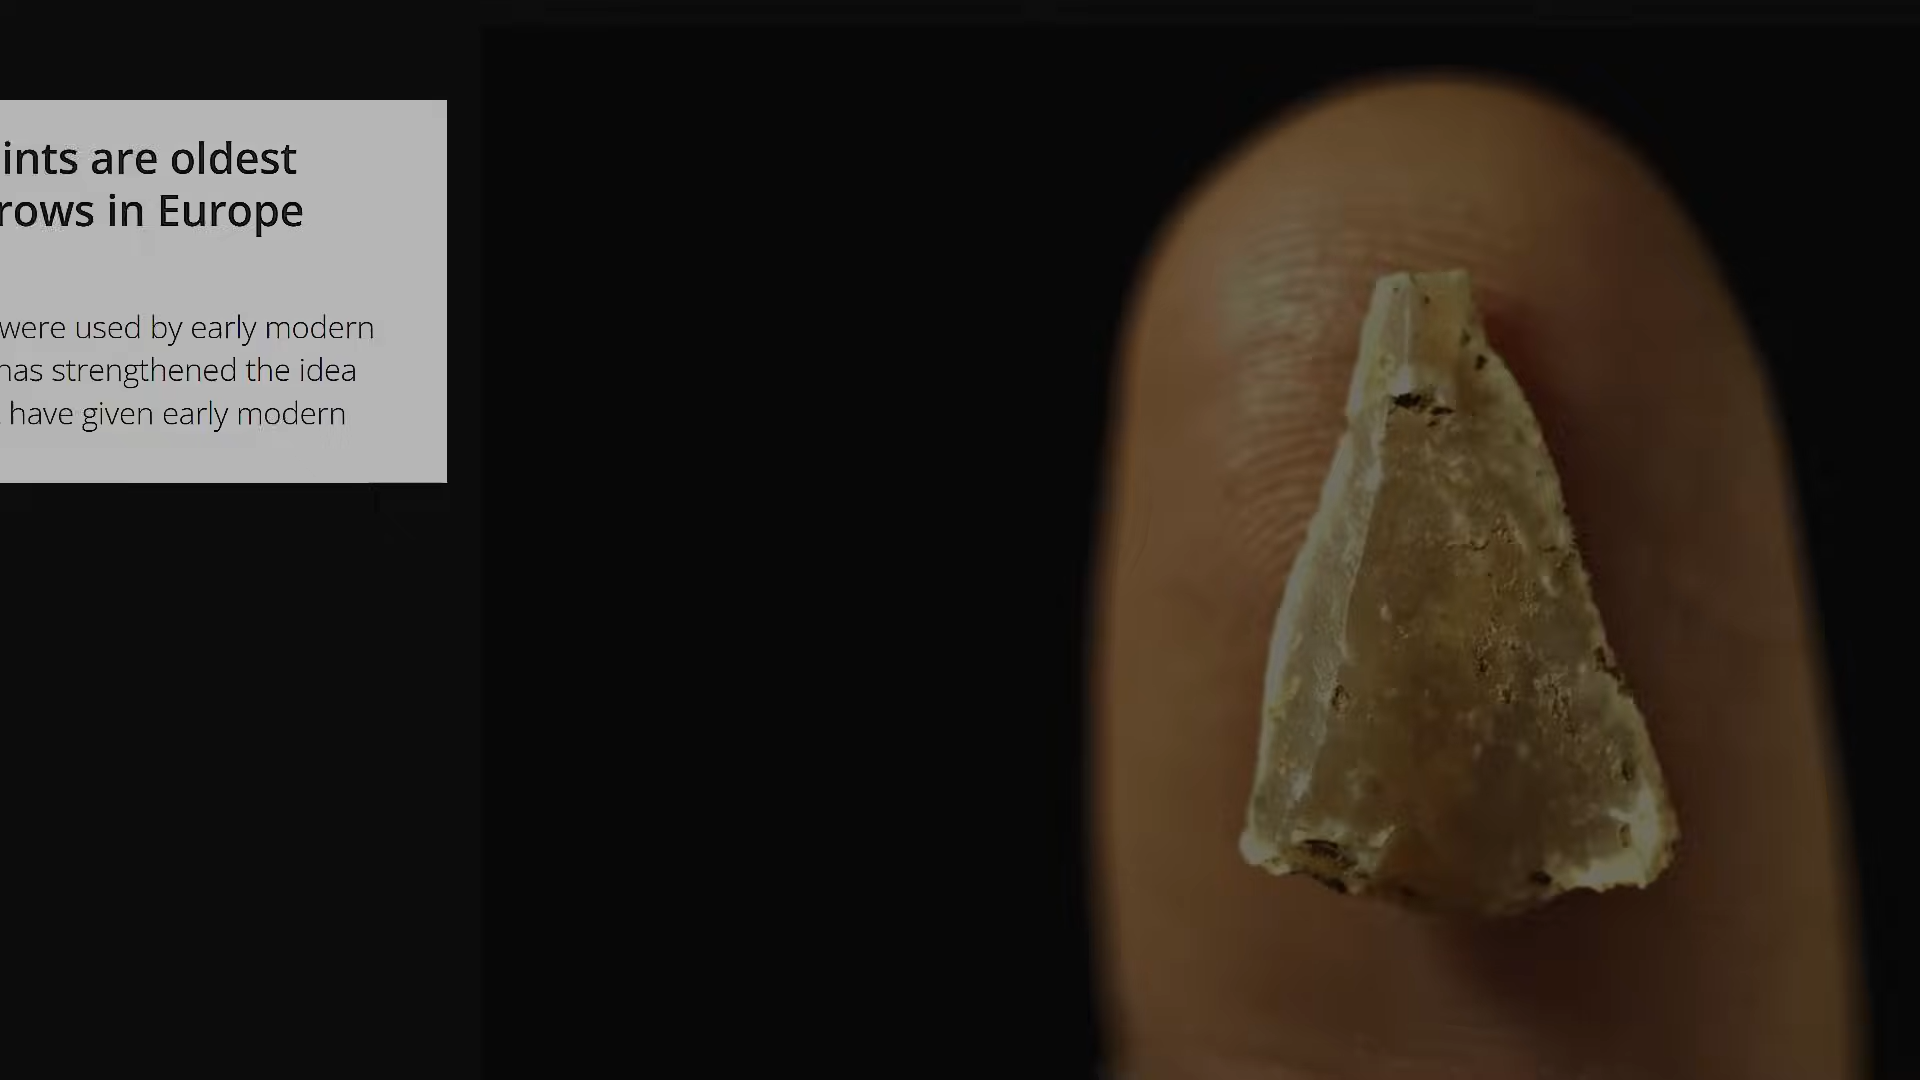 ints are oldest
rows in Europe
were used by early modern
has strengthened the idea
have given early modern